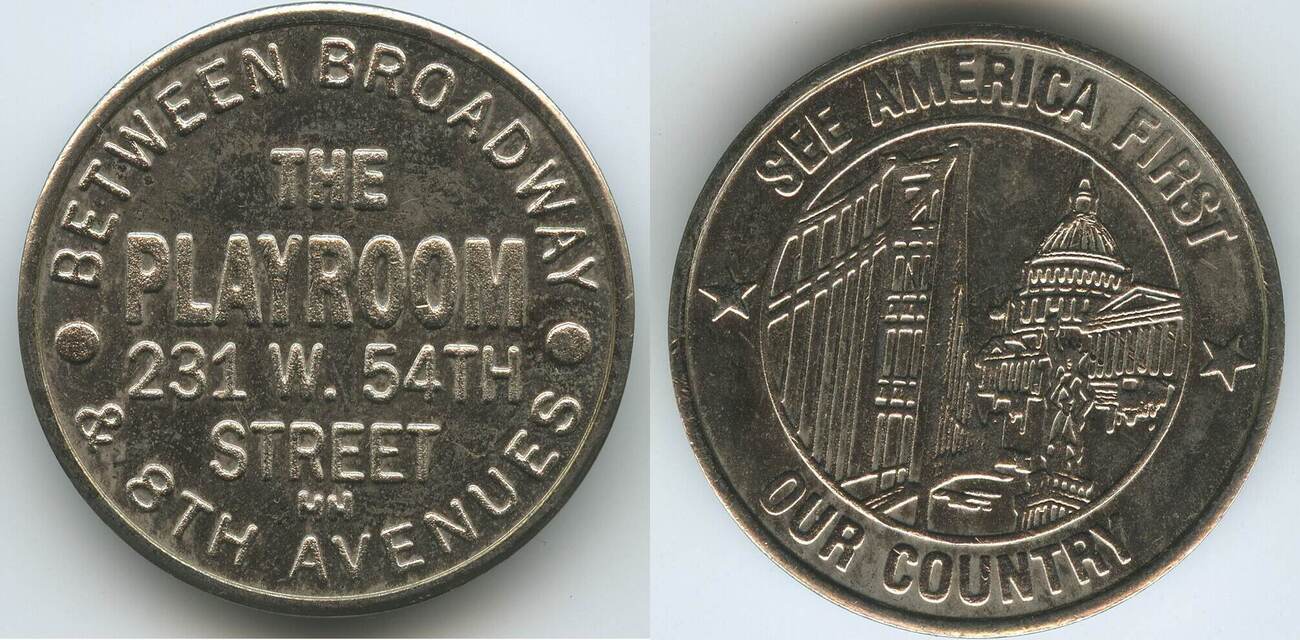 BETWEEN BROADWAY
THE
PLAYROOM
231 W. 54TH
STREET
& 8TH AVENUES
SEE AMERICA FIRST
OUR COUNTRY